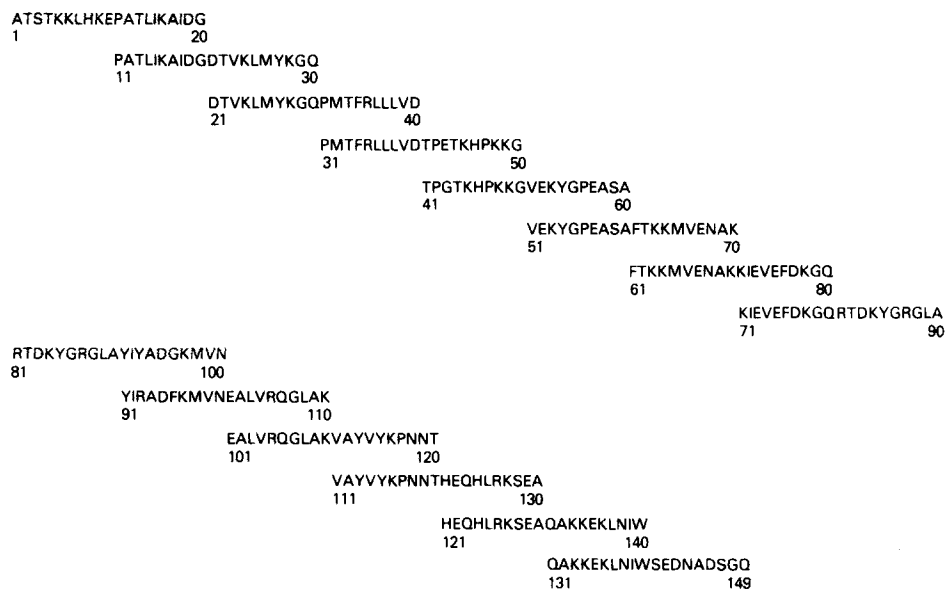 ATSTKKLHKEPATLIKAIDG
1 20
PATLIKAIDGDTVKLMYKGQ
11 30
DTVKLMYKGQPMTFRLLLVD
21 40
PMTFRLLLVDTPETKHPKKG
31 50
TPGTKHPKKGVEKYGPEASA
41 60
VEKYGPEASAFTKKMVENAK
51 70
FTKKMVENAKKIEVEFDKGQ
61 80
KIEVEFDKGQRTDKYGRGLA
71 90
RTDKYGRGLAYIYADGKMVN
81 100
YIRADFKMVNEALVRQGLAK
91 110
EALVRQGLAKVAYVYKPNNT
101 120
VAYVYKPNNTHEQHLRKSEA
111 130
HEQHLRKSEAQAKKEKLNIW
121 140
QAKKEKLNIWSEDNADSGQ
131 149